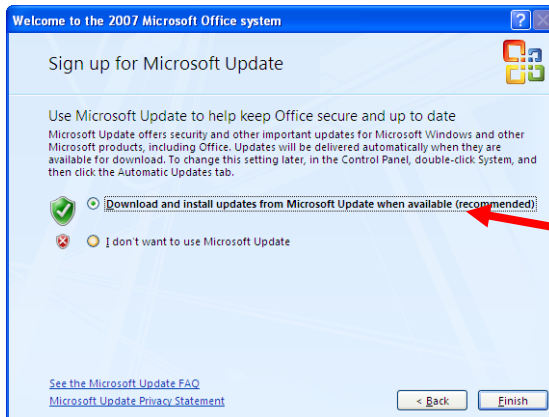 Welcome to the 2007 Microsoft Office system
Sign up for Microsoft Update
Use Microsoft Update to help keep Office secure and up to date
Microsoft Update offers security and other important updates for Microsoft Windows and other
Microsoft products, including Office. Updates will be delivered automatically when they are
available for download. To change this setting later, in the Control Panel, double-click System, and
then click the Automatic Updates tab.
Download and install updates from Microsoft Update when available (recommended)
I don't want to use Microsoft Update
See the Microsoft Update FAQ
Microsoft Update Privacy Statement
< Back
Finish